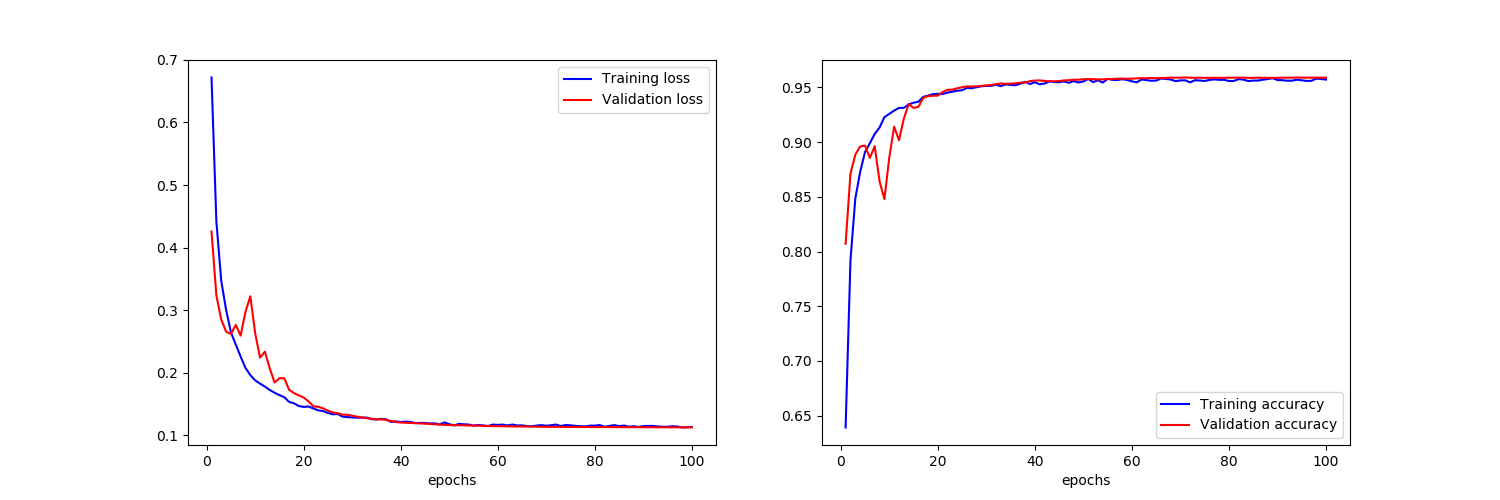 0.7
0.6
0.5
0.4
0.3
0.2
0.1
0 20 40 60 80 100
epochs
Training loss
Validation loss
0.95
0.90
0.85
0.80
0.75
0.70
0.65
0 20 40 60 80 100
epochs
Training accuracy
Validation accuracy